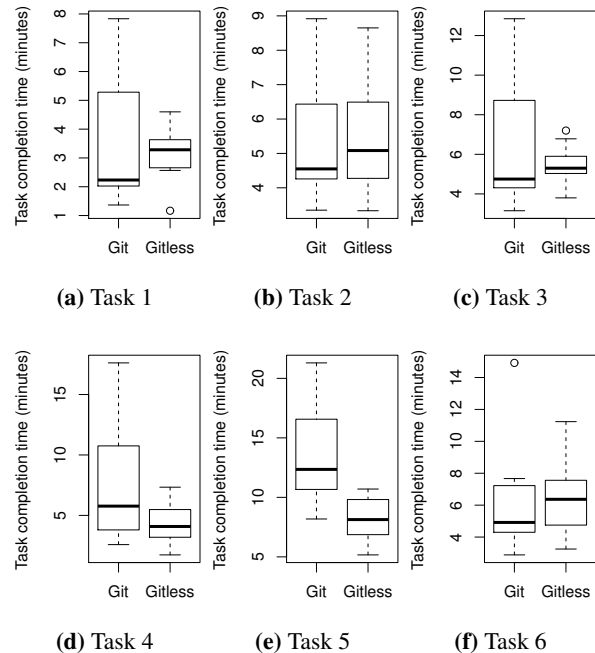 Task completion time (minutes)
1 2 3 4 5 6 7 8
Git Gitless
(a) Task 1
Task completion time (minutes)
4 5 6 7 8 9
Git Gitless
(b) Task 2
Task completion time (minutes)
4 6 8 10 12
Git Gitless
(c) Task 3
Task completion time (minutes)
5 10 15
Git Gitless
(d) Task 4
Task completion time (minutes)
5 10 15 20
Git Gitless
(e) Task 5
Task completion time (minutes)
4 6 8 10 12 14
Git Gitless
(f) Task 6